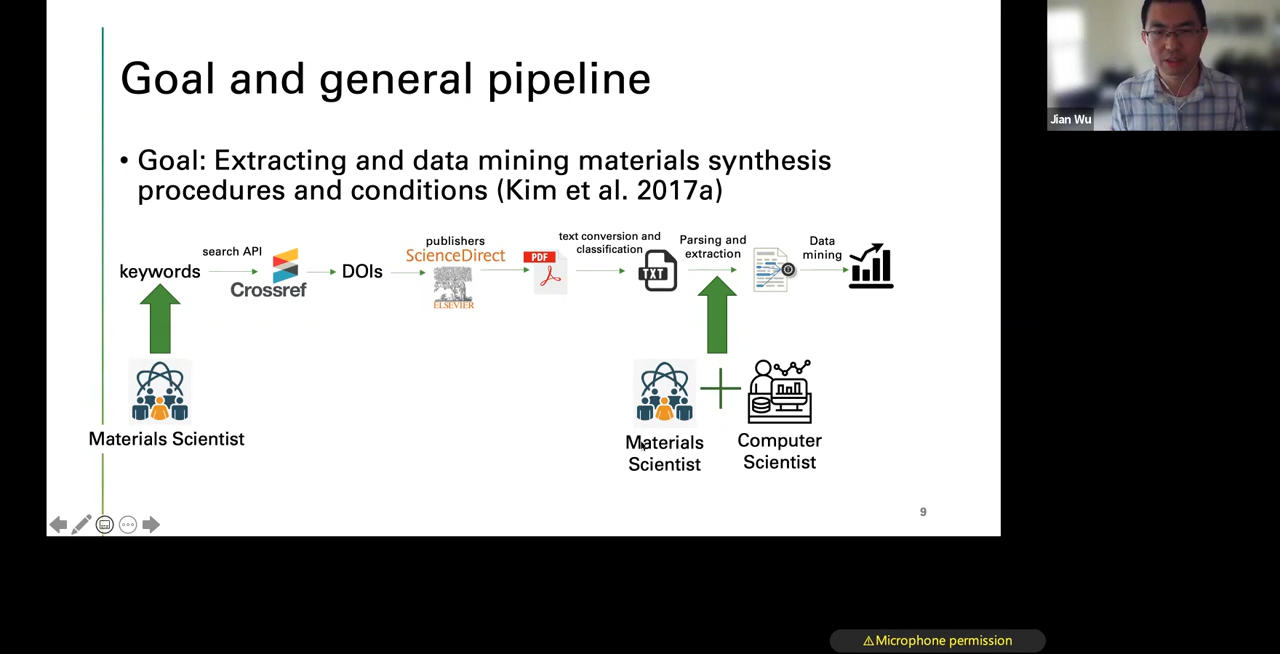 Goal and general pipeline
• Goal: Extracting and data mining materials synthesis
procedures and conditions (Kim et al. 2017a)
keywords
search API
Crossref
DOIs
publishers
ScienceDirect
ELSEVIER
PDF
text conversion and
classification
TXT
Parsing and
extraction
Data
mining
Materials Scientist
Materials
Scientist
Computer
Scientist
9
Jian Wu
⚠Microphone permission